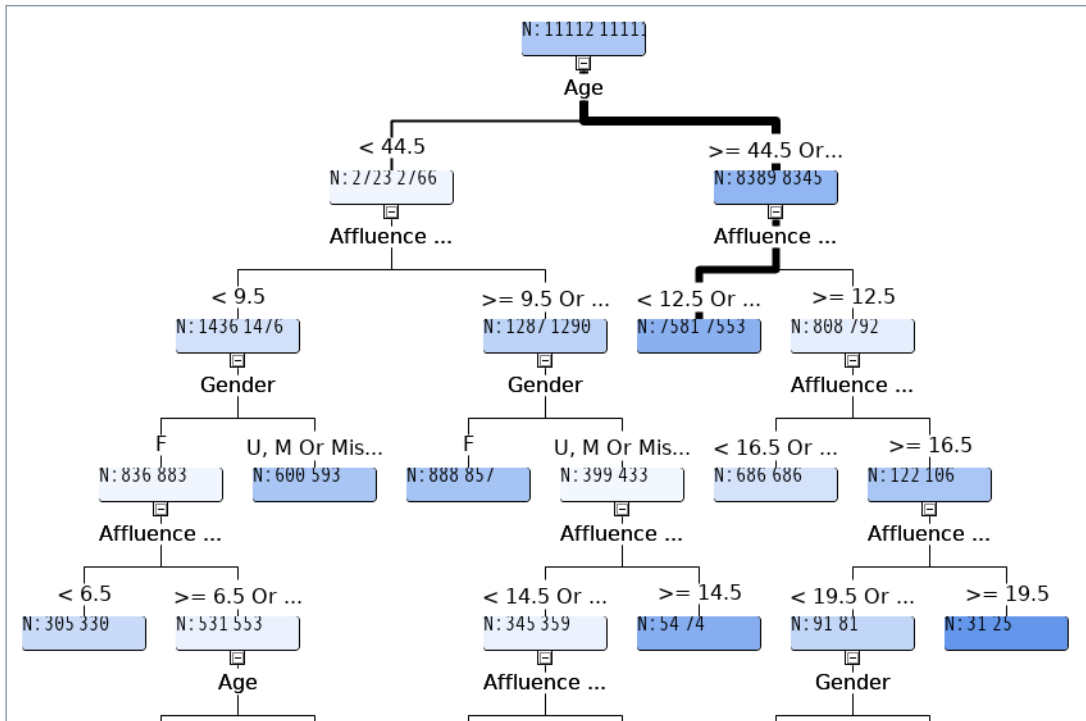 N: 11112 11111
Age
< 44.5
>= 44.5 Or...
N: 2723 2766
N: 8389 8345
Affluence ...
Affluence ...
< 9.5
>= 9.5 Or ...
< 12.5 Or ...
>= 12.5
N: 1436 1476
N: 1287 1290
N: 7581 7553
N: 808 792
Gender
Gender
Affluence ...
F
U, M Or Mis...
F
U, M Or Mis...
< 16.5 Or ...
>= 16.5
N: 836 883
N: 600 593
N: 888 857
N: 399 433
N: 686 686
N: 122 106
Affluence ...
Affluence ...
Affluence ...
< 6.5
>= 6.5 Or ...
< 14.5 Or ...
>= 14.5
< 19.5 Or ...
>= 19.5
N: 305 330
N: 531 553
N: 345 359
N: 54 74
N: 91 81
N: 31 25
Age
Affluence ...
Gender